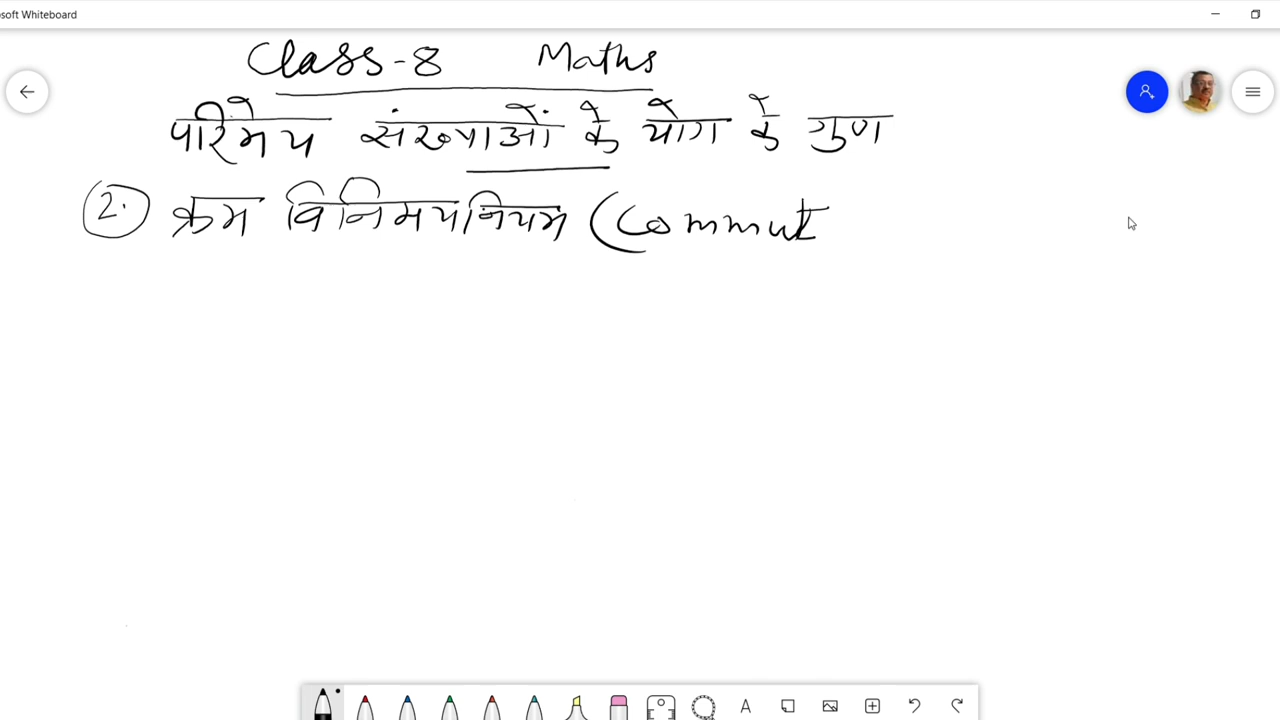 soft Whiteboard
Class-8 Maths
परिमेय संख्याओं के योग के गुण
2. क्रम विनिमय नियम (Commut
A